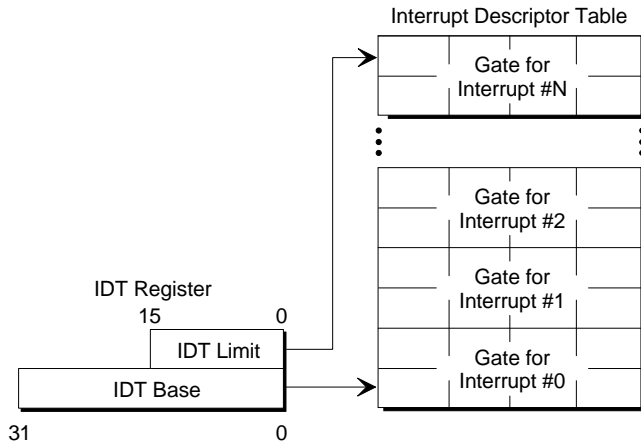 Interrupt Descriptor Table
Gate for
Interrupt #N
Gate for
Interrupt #2
Gate for
Interrupt #1
Gate for
Interrupt #0
IDT Register
15 0
IDT Limit
IDT Base
31 0